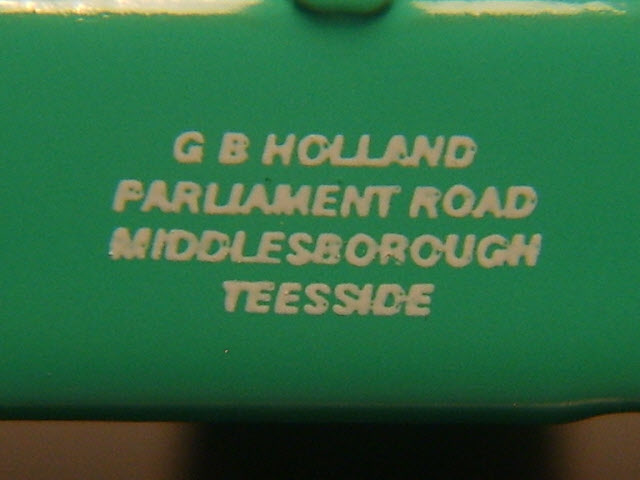 G B HOLLAND
PARLIAMENT ROAD
MIDDLESBOROUGH
TEESSIDE